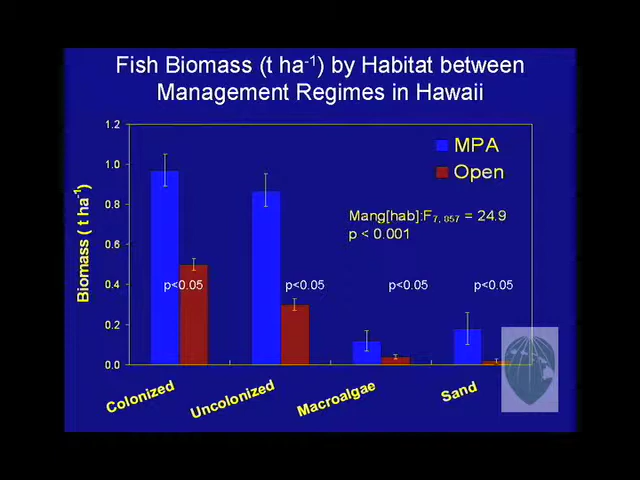 Fish Biomass (t ha-1) by Habitat between
Management Regimes in Hawaii
1.2
1.0
0.8
0.6
0.4
0.2
0.0
Biomass ( t ha-1)
MPA
Open
Mang[hab]:F7, 857 = 24.9
p < 0.001
p<0.05
p<0.05
p<0.05
p<0.05
Colonized
Uncolonized
Macroalgae
Sand